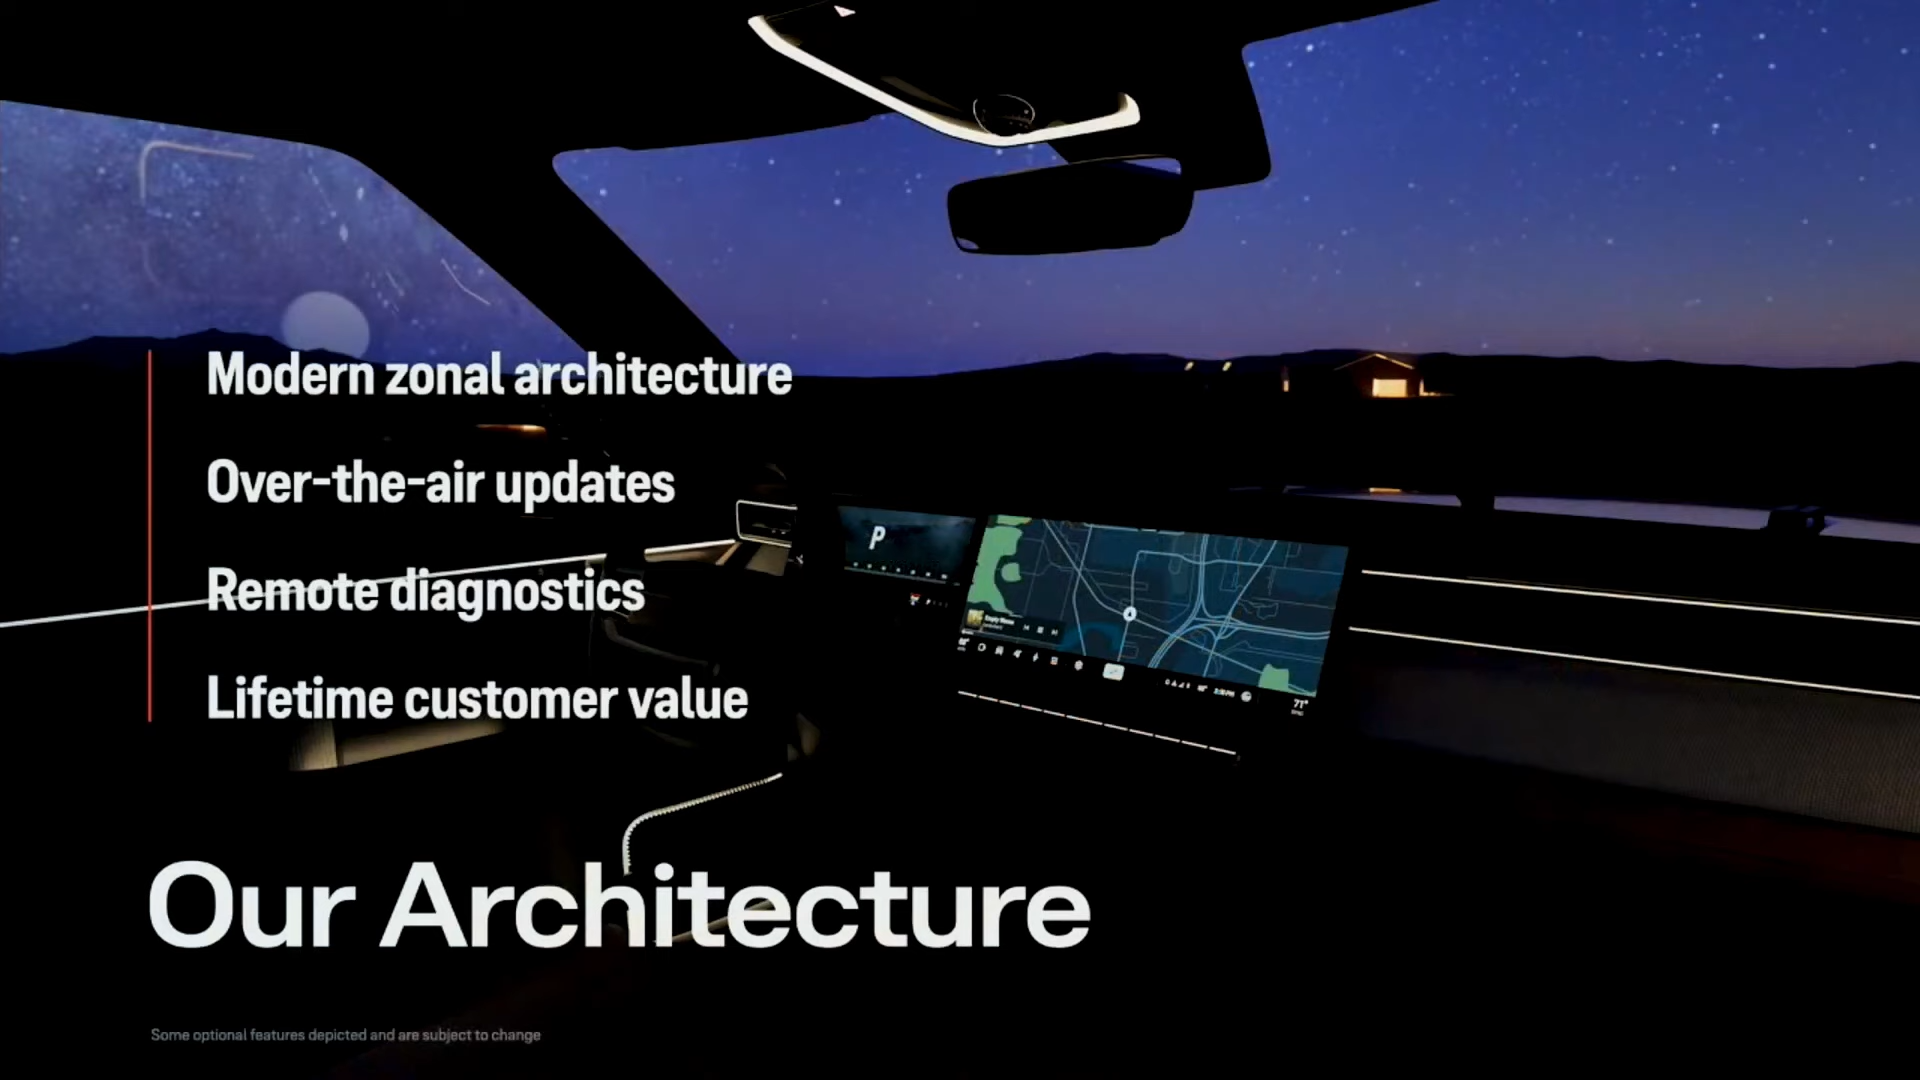 Modern zonal architecture
Over-the-air updates
P
Remote diagnostics
71°
Lifetime customer value
Our Architecture
Some optional features depicted and are subject to change